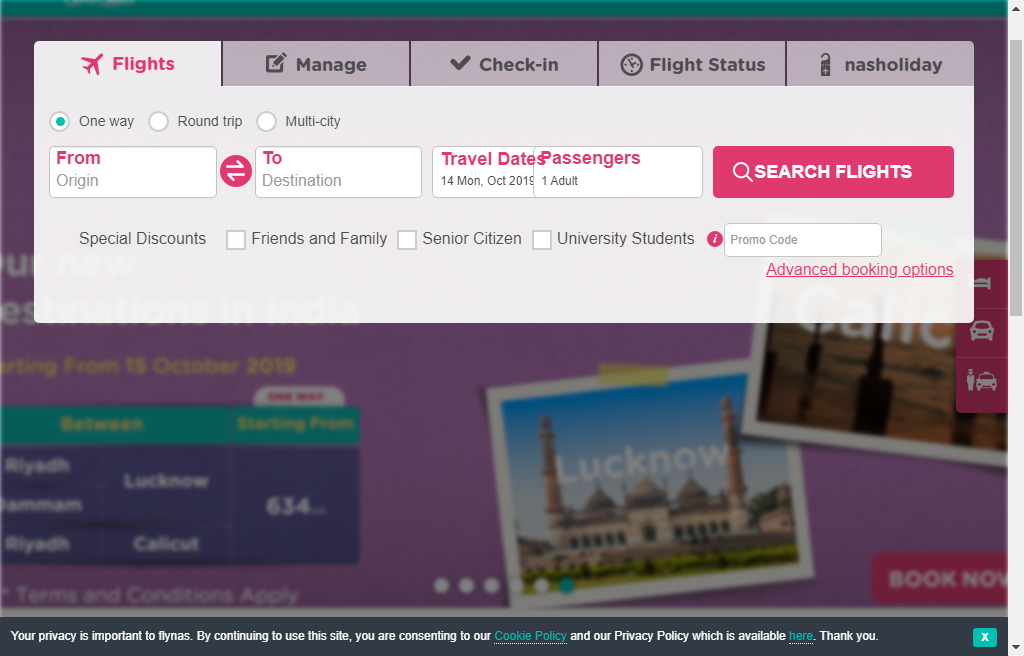 Flights
Manage
Check-in
Flight Status
nasholiday
One way
Round trip
Multi-city
From
Origin
To
Destination
Travel Dates
14 Mon, Oct 2019
Passengers
1 Adult
SEARCH FLIGHTS
Special Discounts
Friends and Family
Senior Citizen
University Students
i
Promo Code
Advanced booking options
Our new
destinations in India
Starting From 15 October 2019
Calic
ONE WAY
Between
Starting From
Riyadh
Lucknow
Dammam
634
Riyadh
Calicut
Lucknow
* Terms and Conditions Apply
BOOK NOW
Your privacy is important to flynas. By continuing to use this site, you are consenting to our Cookie Policy and our Privacy Policy which is available here. Thank you.
X